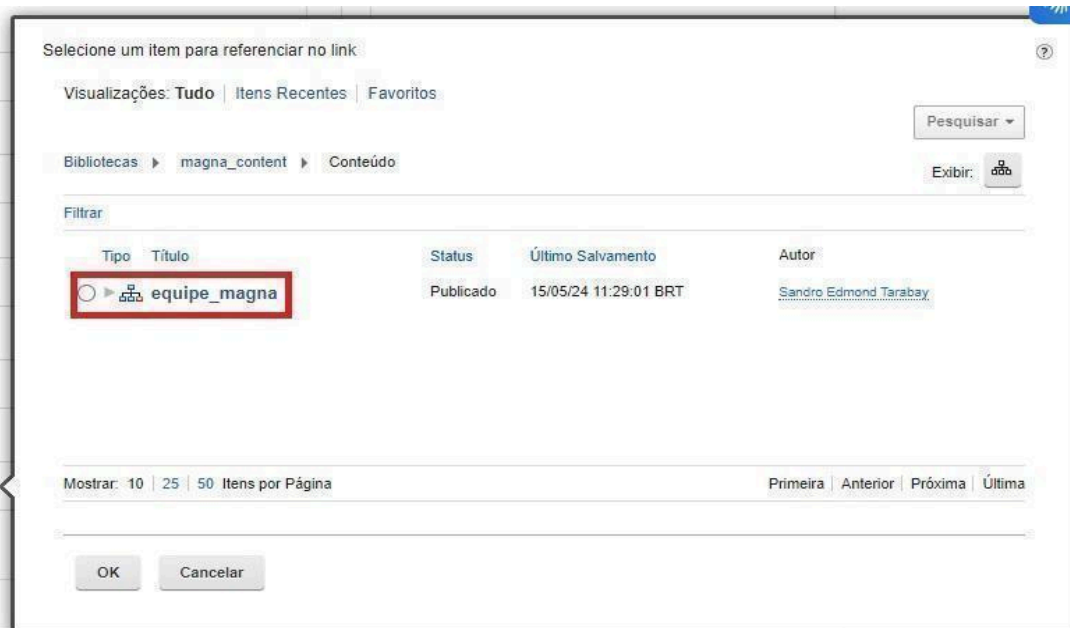 Selecione um item para referenciar no link
?
Visualizações: Tudo | Itens Recentes | Favoritos
Pesquisar
Bibliotecas magna_content Conteúdo
Exibir:
Filtrar
Tipo Título Status Último Salvamento Autor
equipe_magna Publicado 15/05/24 11:29:01 BRT Sandro Edmond Tarabay
Mostrar: 10 | 25 | 50 Itens por Página Primeira | Anterior | Próxima | Última
OK Cancelar